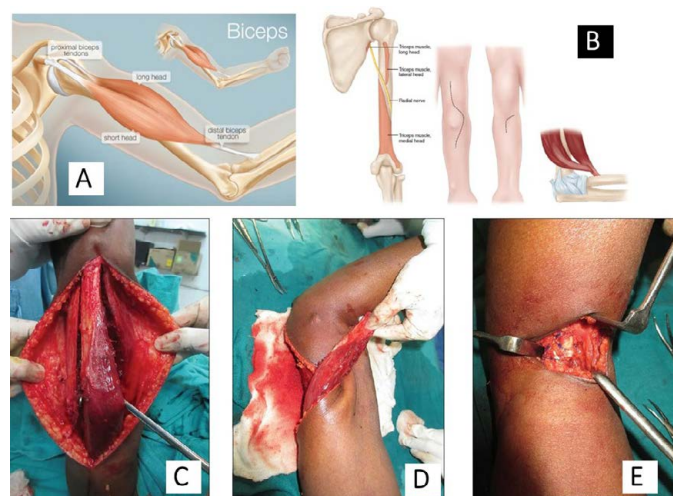 Biceps
proximal biceps
tendons
long head
short head
distal biceps
tendon
A
Triceps muscle,
long head
Triceps muscle,
lateral head
Radial nerve
Triceps muscle,
medial head
B
C
D
E